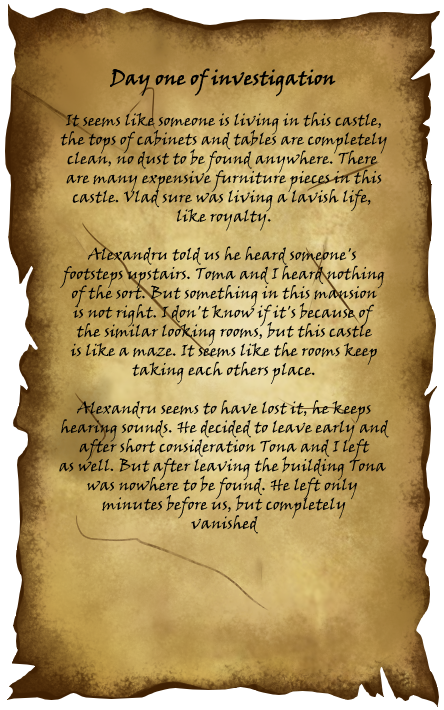 Day one of investigation
It seems like someone is living in this castle,
the tops of cabinets and tables are completely
clean, no dust to be found anywhere. There
are many expensive furniture pieces in this
castle. Vlad sure was living a lavish life,
like royalty.
Alexandru told us he heard someone's
footsteps upstairs. Toma and I heard nothing
of the sort. But something in this mansion
is not right. I don't know if it's because of
the similar looking rooms, but this castle
is like a maze. It seems like the rooms keep
taking each others place.
Alexandru seems to have lost it, he keeps
hearing sounds. He decided to leave early and
after short consideration Tona and I left
as well. But after leaving the building Tona
was nowhere to be found. He left only
minutes before us, but completely
vanished